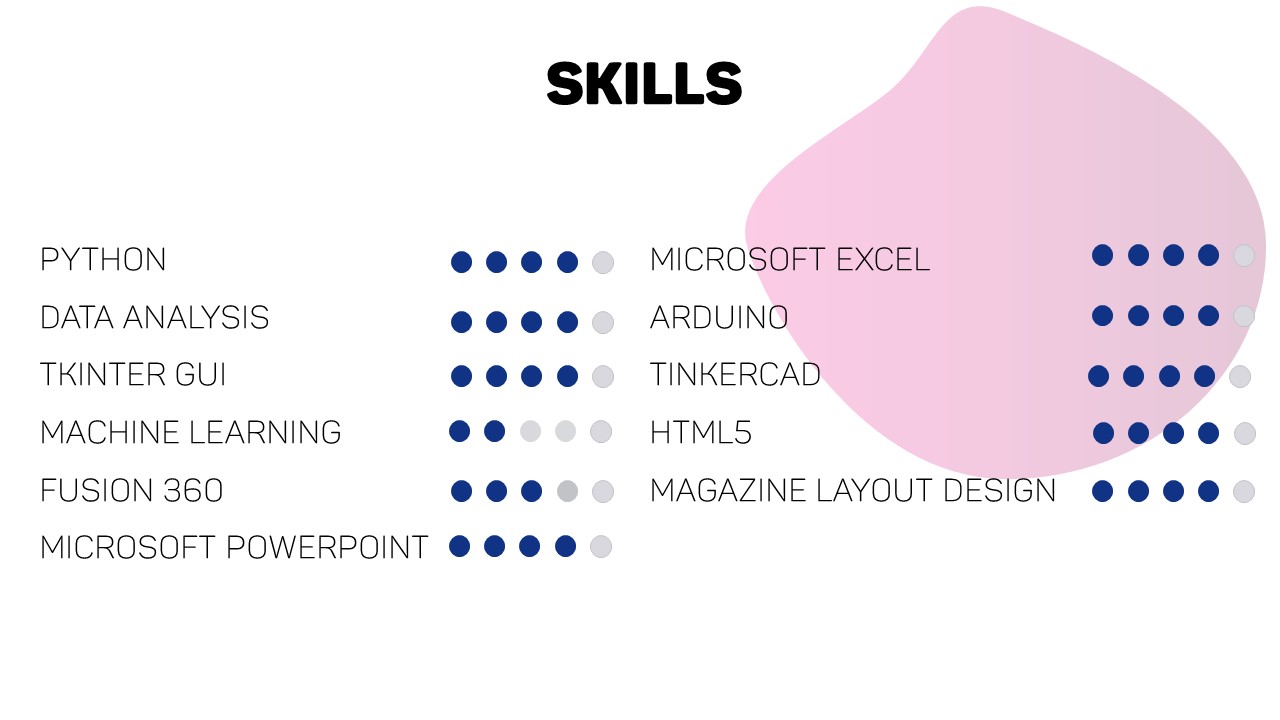 SKILLS
PYTHON
DATA ANALYSIS
TKINTER GUI
MACHINE LEARNING
FUSION 360
MICROSOFT POWERPOINT
MICROSOFT EXCEL
ARDUINO
TINKERCAD
HTML5
MAGAZINE LAYOUT DESIGN